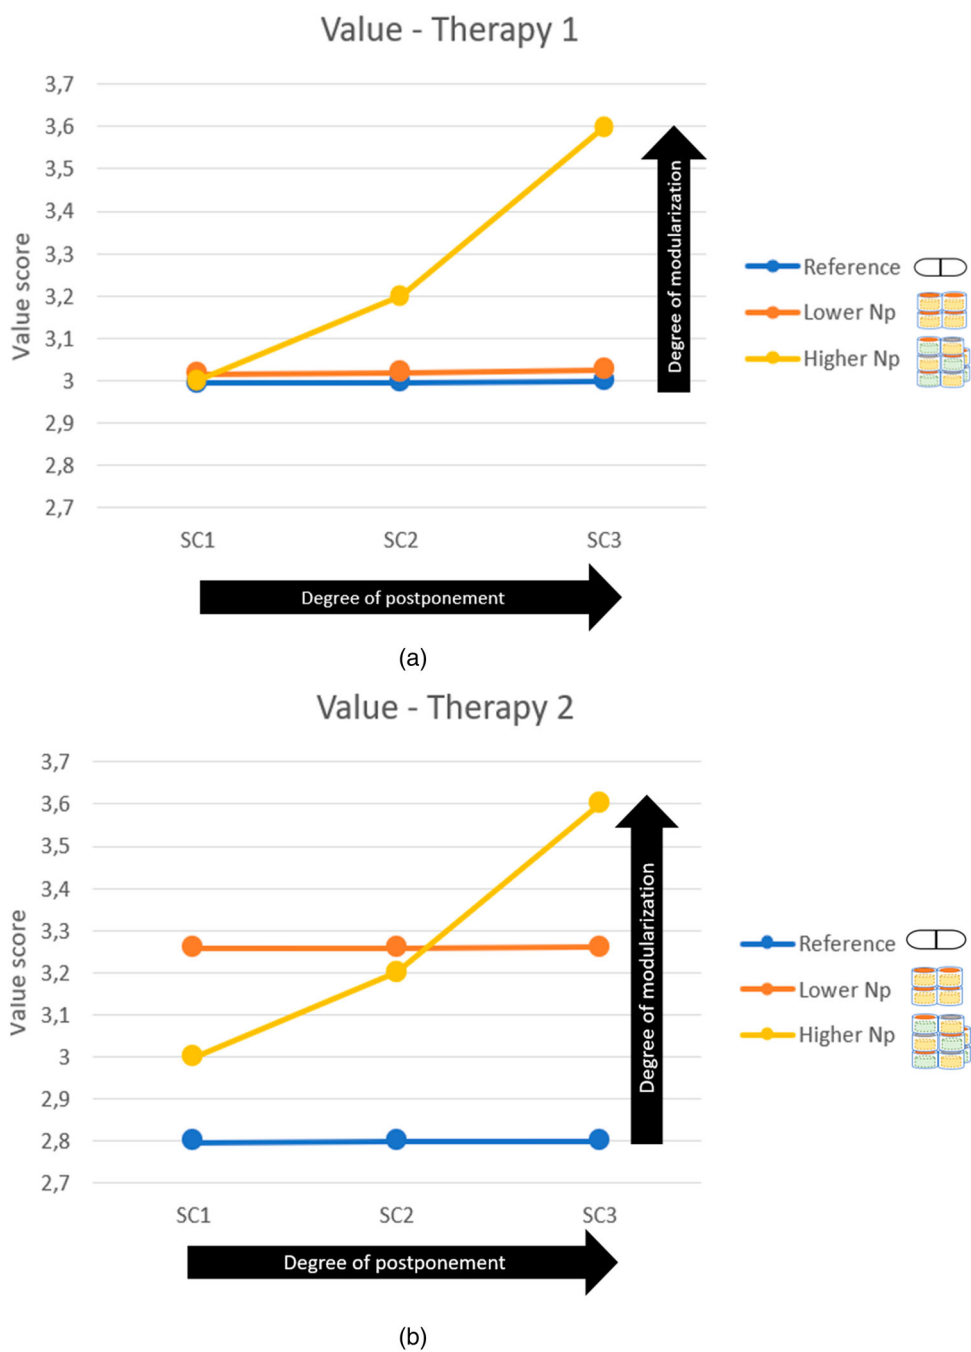 Value - Therapy 1
3,7
3,6
3,5
3,4
3,3
3,2
3,1
3
2,9
2,8
2,7
Value score
Degree of modularization
Reference
Lower Np
Higher Np
SC1 SC2 SC3
Degree of postponement
(a)
Value - Therapy 2
3,7
3,6
3,5
3,4
3,3
3,2
3,1
3
2,9
2,8
2,7
Value score
Degree of modularization
Reference
Lower Np
Higher Np
SC1 SC2 SC3
Degree of postponement
(b)